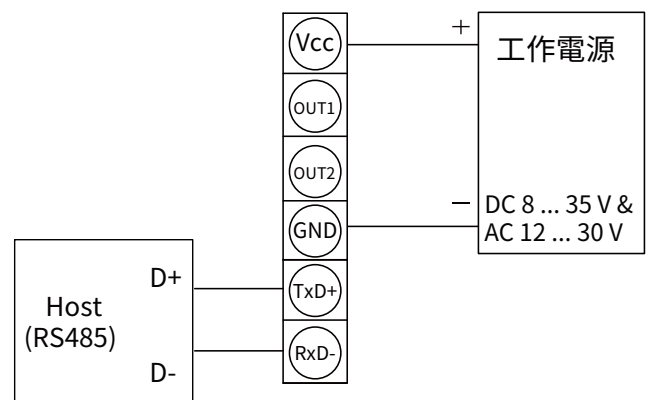 Vcc
OUT1
OUT2
GND
TxD+
RxD-
+
工作電源
−
DC 8 ... 35 V &
AC 12 ... 30 V
D+
Host
(RS485)
D-